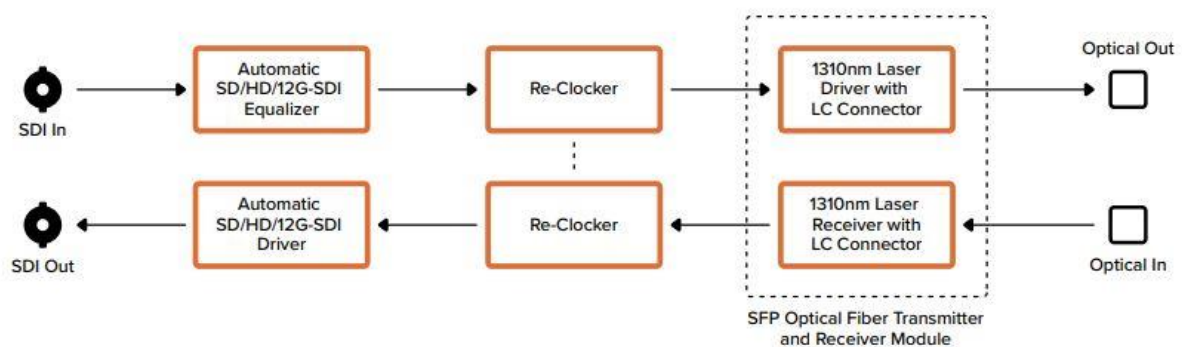 Optical Out
Automatic
SD/HD/12G-SDI
Equalizer
Re-Clocker
1310nm Laser
Driver with
LC Connector
SDI In
Automatic
SD/HD/12G-SDI
Driver
Re-Clocker
1310nm Laser
Receiver with
LC Connector
SDI Out
Optical In
SFP Optical Fiber Transmitter
and Receiver Module